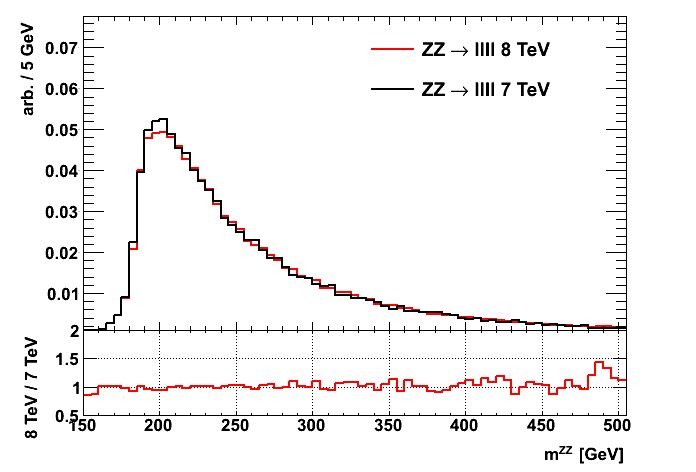 arb. / 5 GeV
0.07
0.06
0.05
0.04
0.03
0.02
0.01
ZZ → llll 8 TeV
ZZ → llll 7 TeV
8 TeV / 7 TeV
2
1.5
1
0.5
150 200 250 300 350 400 450 500
m^ZZ [GeV]